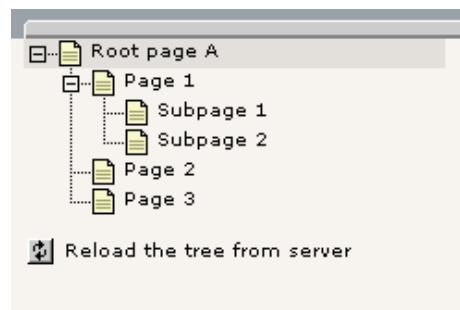 Root page A
Page 1
Subpage 1
Subpage 2
Page 2
Page 3
Reload the tree from server